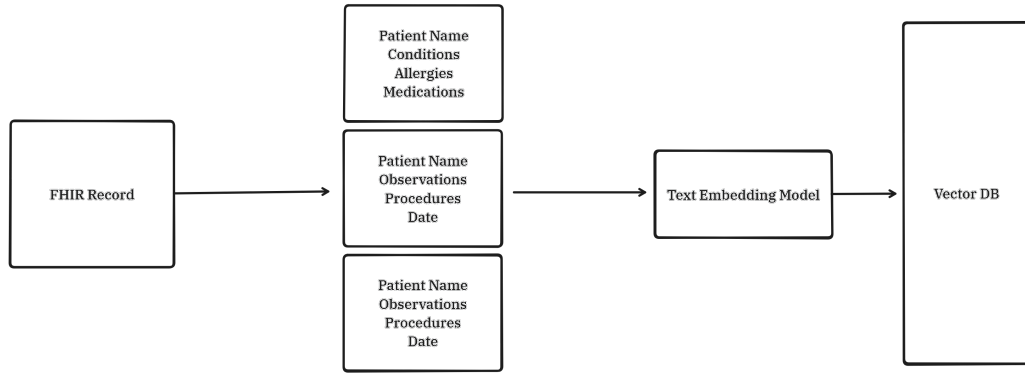 FHIR Record
Patient Name
Conditions
Allergies
Medications
Patient Name
Observations
Procedures
Date
Patient Name
Observations
Procedures
Date
Text Embedding Model
Vector DB